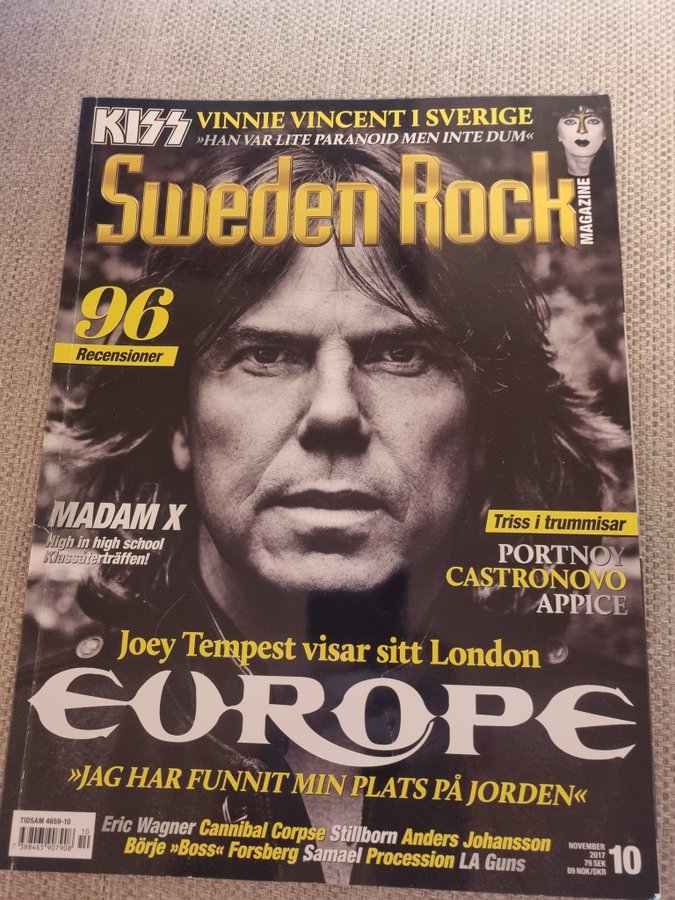 KISS VINNIE VINCENT I SVERIGE
»HAN VAR LITE PARANOID MEN INTE DUM«
Sweden Rock
MAGAZINE
96
Recensioner
MADAM X
High in high school
Klassåterträffen!
Triss i trummisar
PORTNOY
CASTRONOVO
APPICE
Joey Tempest visar sitt London
EUROPE
»JAG HAR FUNNIT MIN PLATS PÅ JORDEN«
Eric Wagner Cannibal Corpse Stillborn Anders Johansson
Börje »Boss« Forsberg Samael Procession LA Guns
TIDSAM 4659-10
10
7388465907908
NOVEMBER
2017
79 SEK
89 NOK/DKR
10